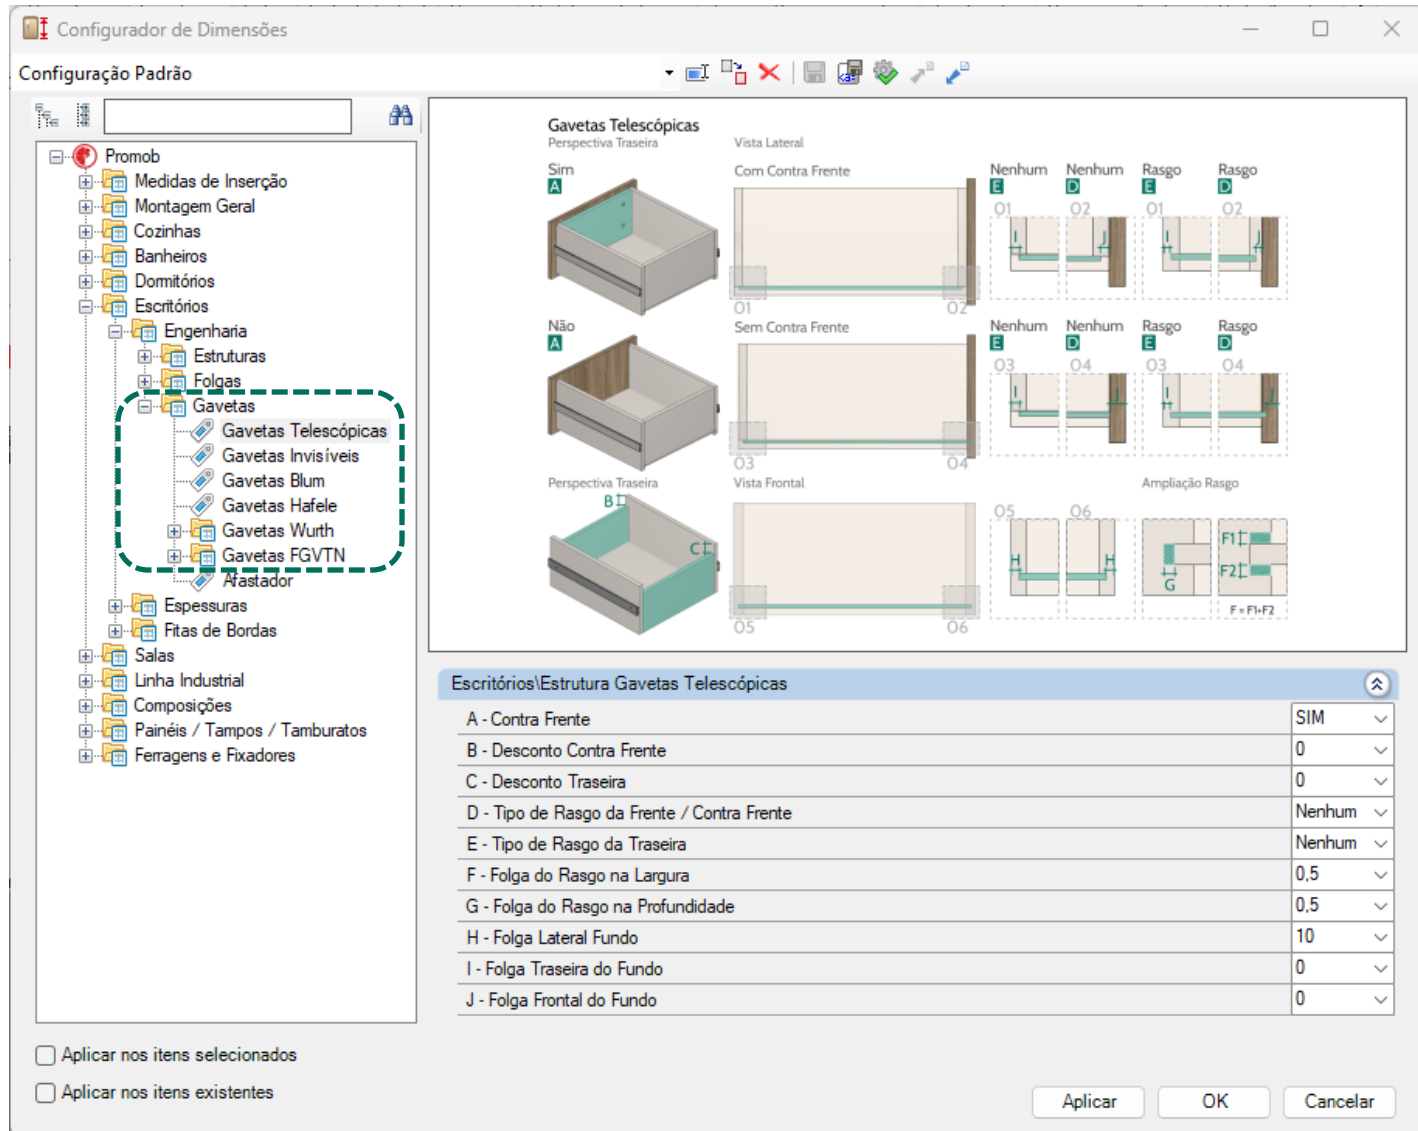 Configurador de Dimensões
Configuração Padrão
Promob
Medidas de Inserção
Montagem Geral
Cozinhas
Banheiros
Dormitórios
Escritórios
Engenharia
Estruturas
Folgas
Gavetas
Gavetas Telescópicas
Gavetas Invisíveis
Gavetas Blum
Gavetas Hafele
Gavetas Wurth
Gavetas FGVTN
Afastador
Espessuras
Fitas de Bordas
Salas
Linha Industrial
Composições
Painéis / Tampos / Tamburatos
Ferragens e Fixadores
Gavetas Telescópicas
Perspectiva Traseira Vista Lateral
Sim Com Contra Frente Nenhum Nenhum Rasgo Rasgo
A E D E D
01 02 01 02
I J I J
01 02
Não Sem Contra Frente Nenhum Nenhum Rasgo Rasgo
A E D E D
03 04 03 04
I J I J
03 04
Perspectiva Traseira Vista Frontal Ampliação Rasgo
B 05 06
C H H G F1 F2
05 06 F = F1+F2
Escritórios\Estrutura Gavetas Telescópicas
A - Contra Frente SIM
B - Desconto Contra Frente 0
C - Desconto Traseira 0
D - Tipo de Rasgo da Frente / Contra Frente Nenhum
E - Tipo de Rasgo da Traseira Nenhum
F - Folga do Rasgo na Largura 0,5
G - Folga do Rasgo na Profundidade 0,5
H - Folga Lateral Fundo 10
I - Folga Traseira do Fundo 0
J - Folga Frontal do Fundo 0
Aplicar nos itens selecionados
Aplicar nos itens existentes
Aplicar OK Cancelar